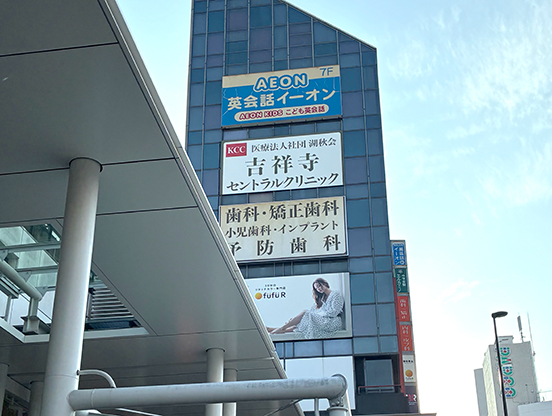 AEON 7F
英会話イーオン
AEON KIDS こども英会話
KCC 医療法人社団 湖秋会
吉祥寺
セントラルクリニック
歯科・矯正歯科
小児歯科・インプラント
予防歯科
fufu R